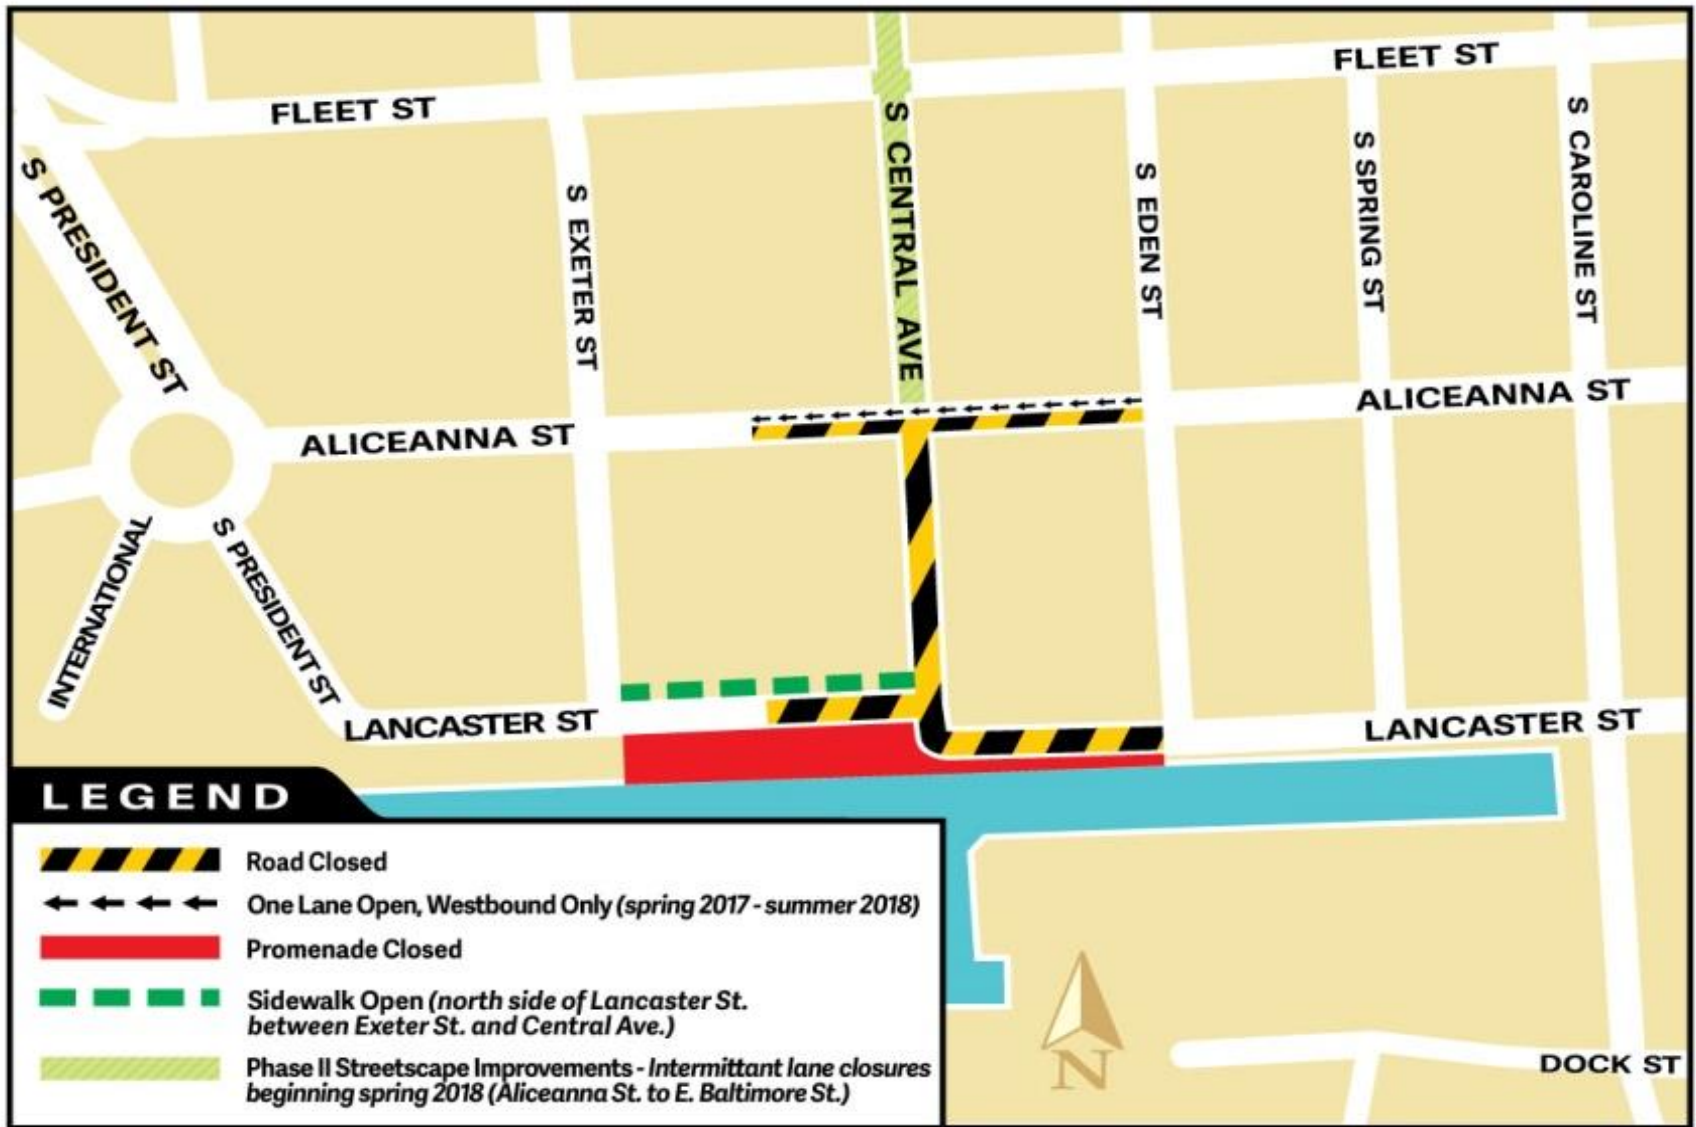 FLEET ST
FLEET ST
S PRESIDENT ST
S EXETER ST
S CENTRAL AVE
S EDEN ST
S SPRING ST
S CAROLINE ST
ALICEANNA ST
ALICEANNA ST
INTERNATIONAL
S PRESIDENT ST
LANCASTER ST
LANCASTER ST
LEGEND
Road Closed
One Lane Open, Westbound Only (spring 2017 - summer 2018)
Promenade Closed
Sidewalk Open (north side of Lancaster St.
between Exeter St. and Central Ave.)
Phase II Streetscape Improvements - Intermittant lane closures
beginning spring 2018 (Aliceanna St. to E. Baltimore St.)
N
DOCK ST